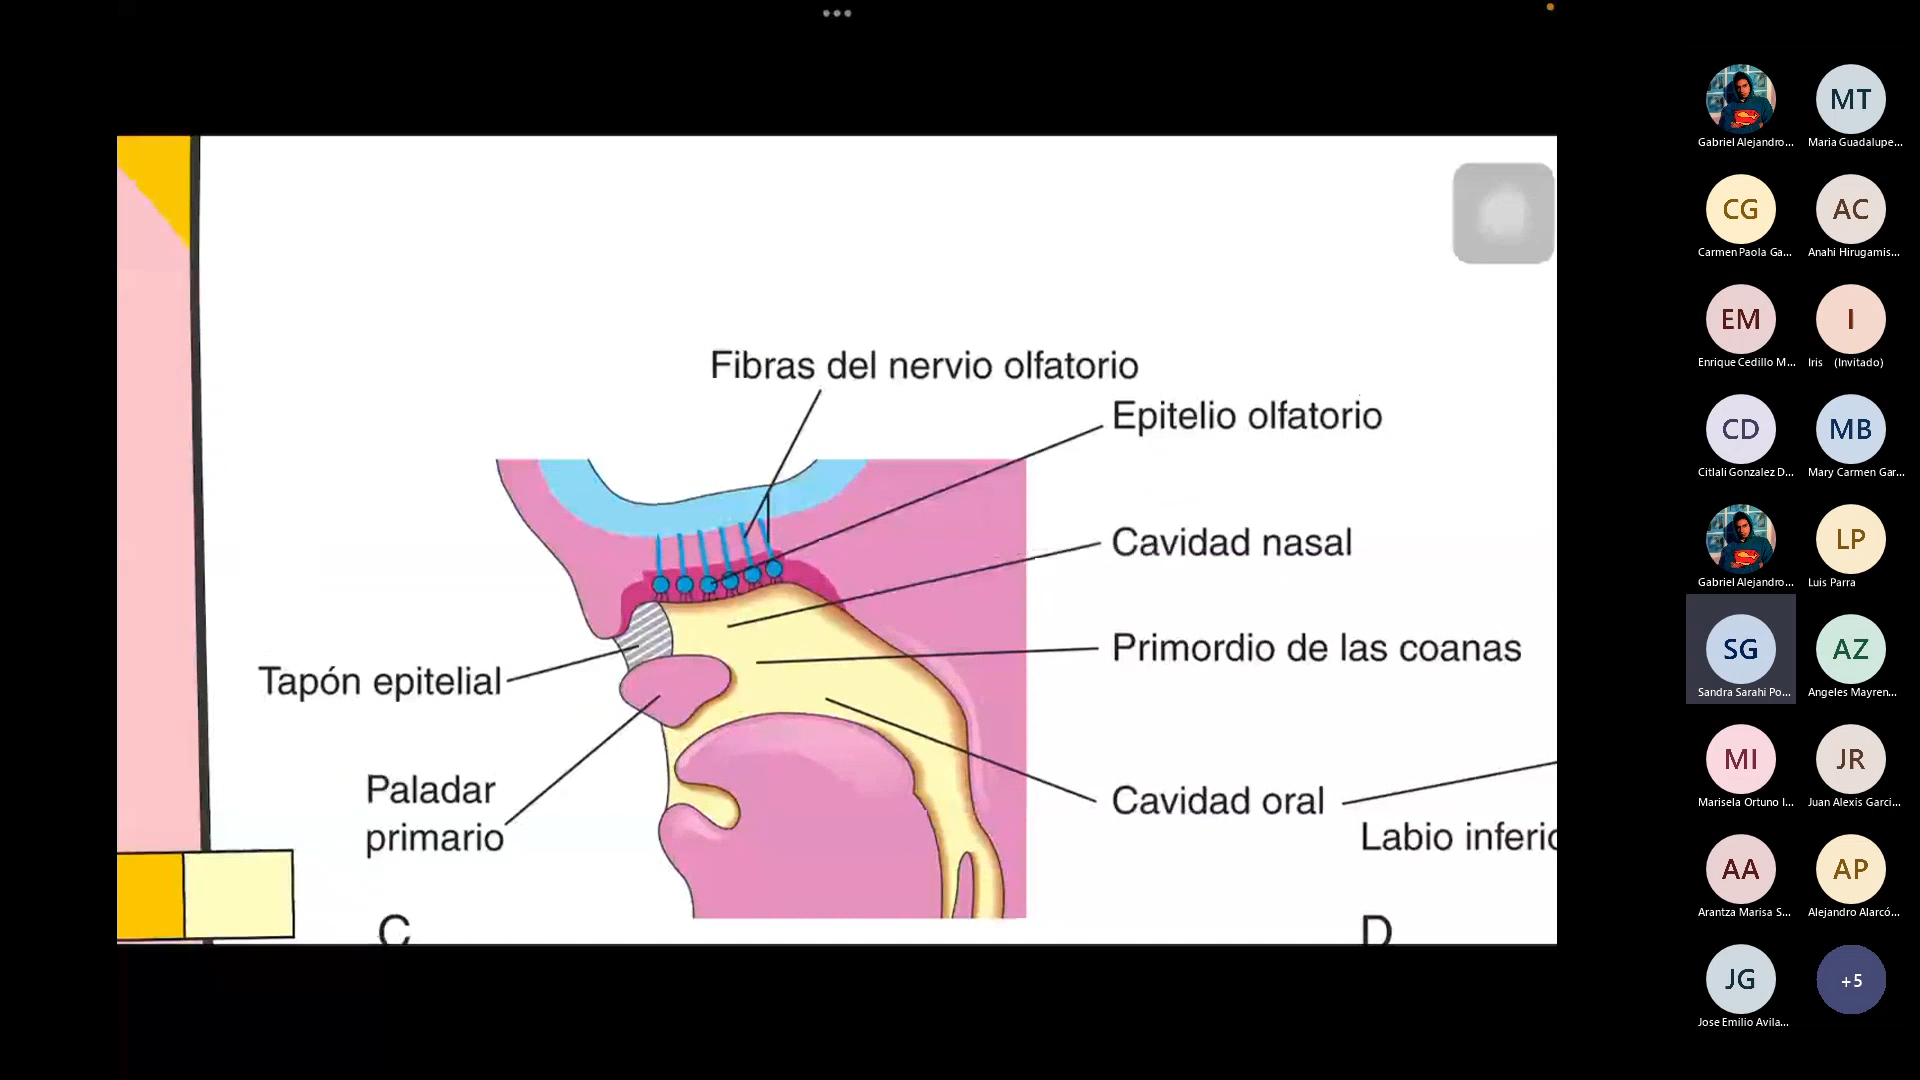 Fibras del nervio olfatorio
Epitelio olfatorio
Cavidad nasal
Primordio de las coanas
Tapón epitelial
Paladar
primario
Cavidad oral
Labio inferio
C
D
MT
Gabriel Alejandro...
Maria Guadalupe...
CG
AC
Carmen Paola Ga...
Anahi Hirugamis...
EM
I
Enrique Cedillo M...
Iris (Invitado)
CD
MB
Citlali Gonzalez D...
Mary Carmen Gar...
LP
Gabriel Alejandro...
Luis Parra
SG
AZ
Sandra Sarahi Po...
Angeles Mayren...
MI
JR
Marisela Ortuno I...
Juan Alexis Garci...
AA
AP
Arantza Marisa S...
Alejandro Alarcó...
JG
+5
Jose Emilio Avila...